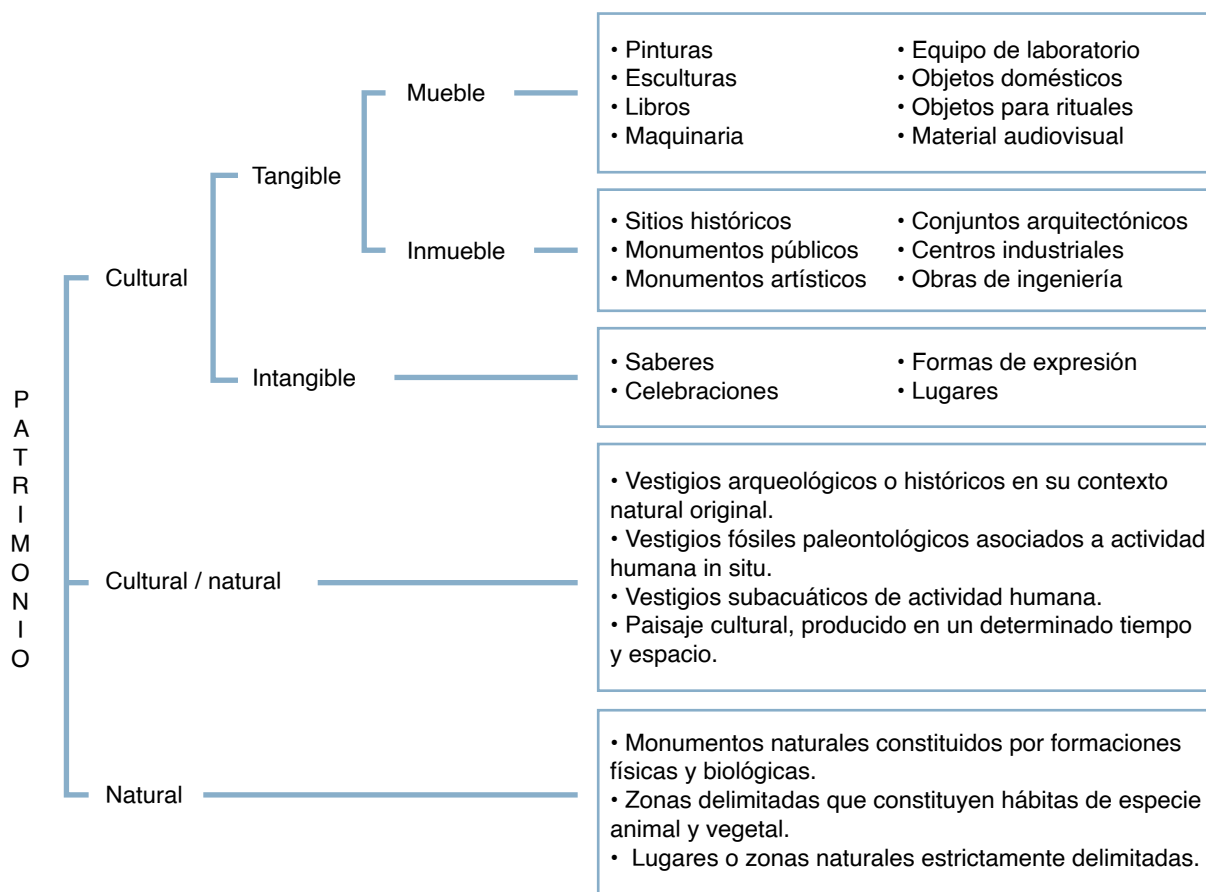 PATRIMONIO
Cultural
Tangible
Mueble
• Pinturas
• Esculturas
• Libros
• Maquinaria
• Equipo de laboratorio
• Objetos domésticos
• Objetos para rituales
• Material audiovisual
Inmueble
• Sitios históricos
• Monumentos públicos
• Monumentos artísticos
• Conjuntos arquitectónicos
• Centros industriales
• Obras de ingeniería
Intangible
• Saberes
• Celebraciones
• Formas de expresión
• Lugares
Cultural / natural
• Vestigios arqueológicos o históricos en su contexto
natural original.
• Vestigios fósiles paleontológicos asociados a actividad
humana in situ.
• Vestigios subacuáticos de actividad humana.
• Paisaje cultural, producido en un determinado tiempo
y espacio.
Natural
• Monumentos naturales constituidos por formaciones
físicas y biológicas.
• Zonas delimitadas que constituyen hábitas de especie
animal y vegetal.
• Lugares o zonas naturales estrictamente delimitadas.